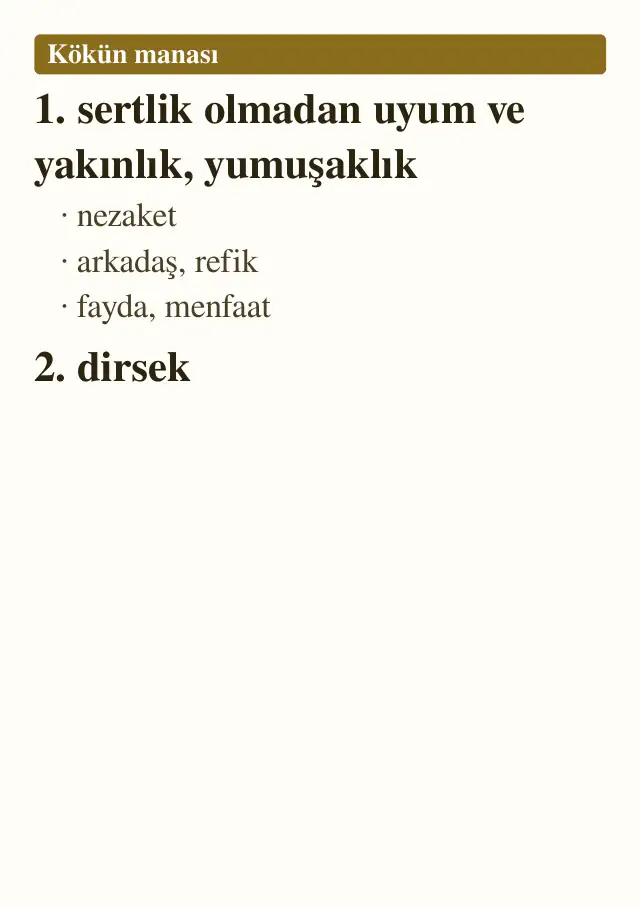 Kökün manası
1. sertlik olmadan uyum ve
yakınlık, yumuşaklık
· nezaket
· arkadaş, refik
· fayda, menfaat
2. dirsek